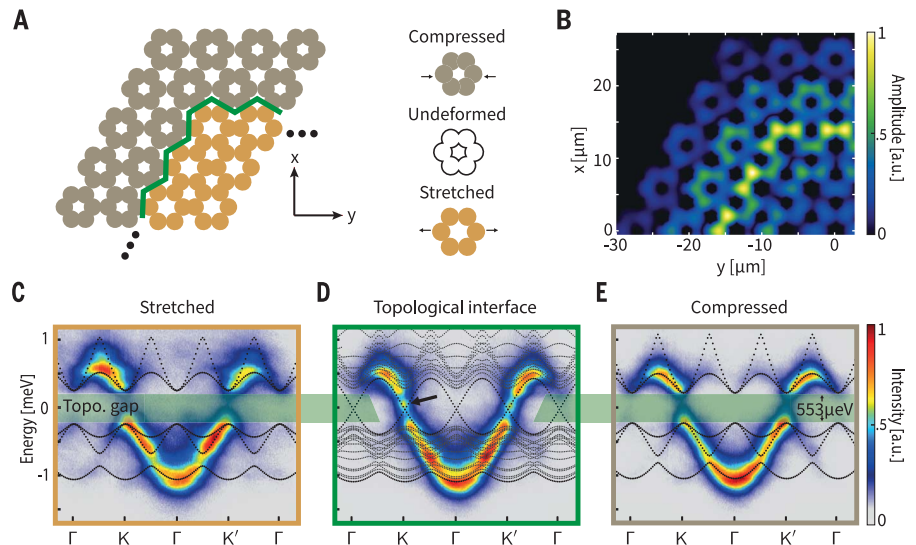 A
Compressed
Undeformed
Stretched
x
y
B
x [μm]
20
10
0
-30
-20
-10
0
y [μm]
1
0
Amplitude [a.u.]
C
Stretched
D
Topological interface
E
Compressed
Energy [meV]
1
0
-1
Topo. gap
553μeV
Γ
K
Γ
K′
Γ
Γ
K
Γ
K′
Γ
Γ
K
Γ
K′
Γ
1
.5
0
Intensity [a.u.]